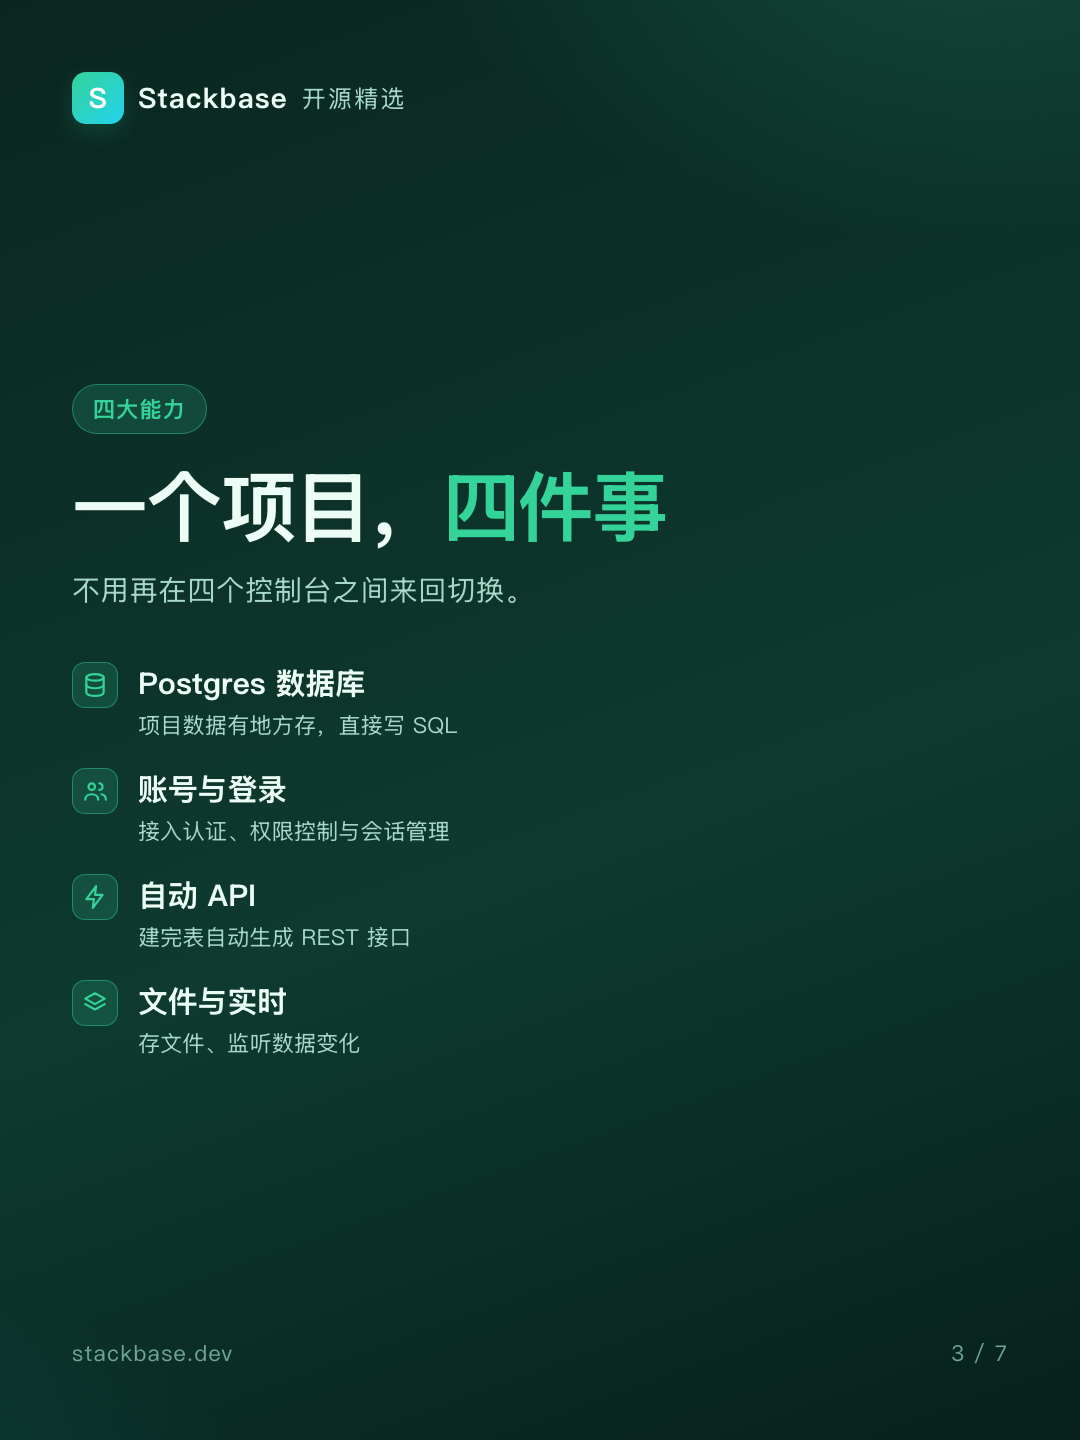 S Stackbase 开源精选
四大能力
一个项目，四件事
不用再在四个控制台之间来回切换。
Postgres 数据库
项目数据有地方存，直接写 SQL
账号与登录
接入认证、权限控制与会话管理
自动 API
建完表自动生成 REST 接口
文件与实时
存文件、监听数据变化
stackbase.dev
3 / 7